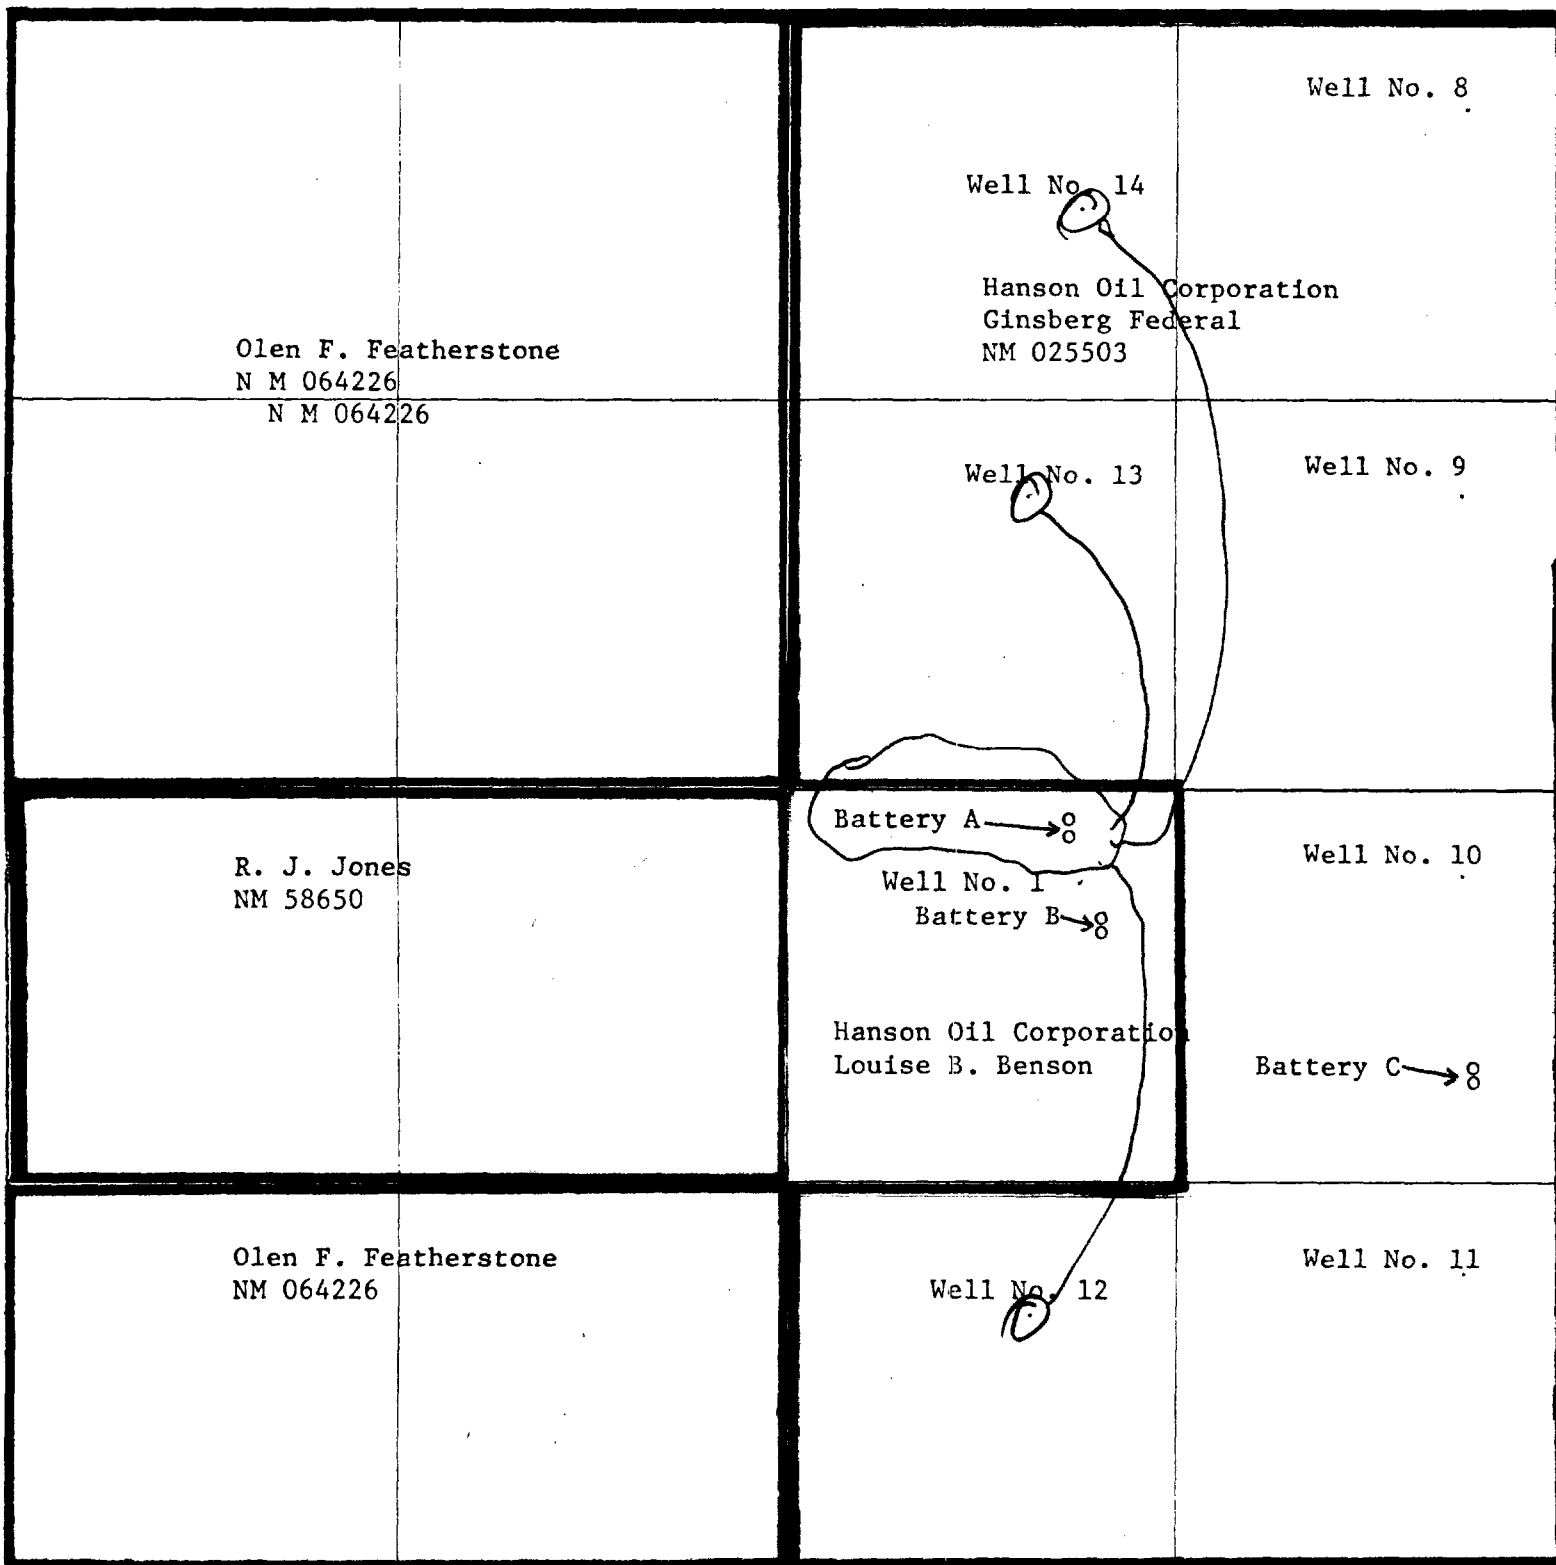 Well No. 8
Well No. 14
Hanson Oil Corporation
Ginsberg Federal
NM 025503
Olen F. Featherstone
N M 064226
N M 064226
Well No. 13
Well No. 9
Battery A
R. J. Jones
NM 58650
Well No. 1
Battery B
Well No. 10
Hanson Oil Corporation
Louise B. Benson
Battery C
Olen F. Featherstone
NM 064226
Well No. 12
Well No. 11